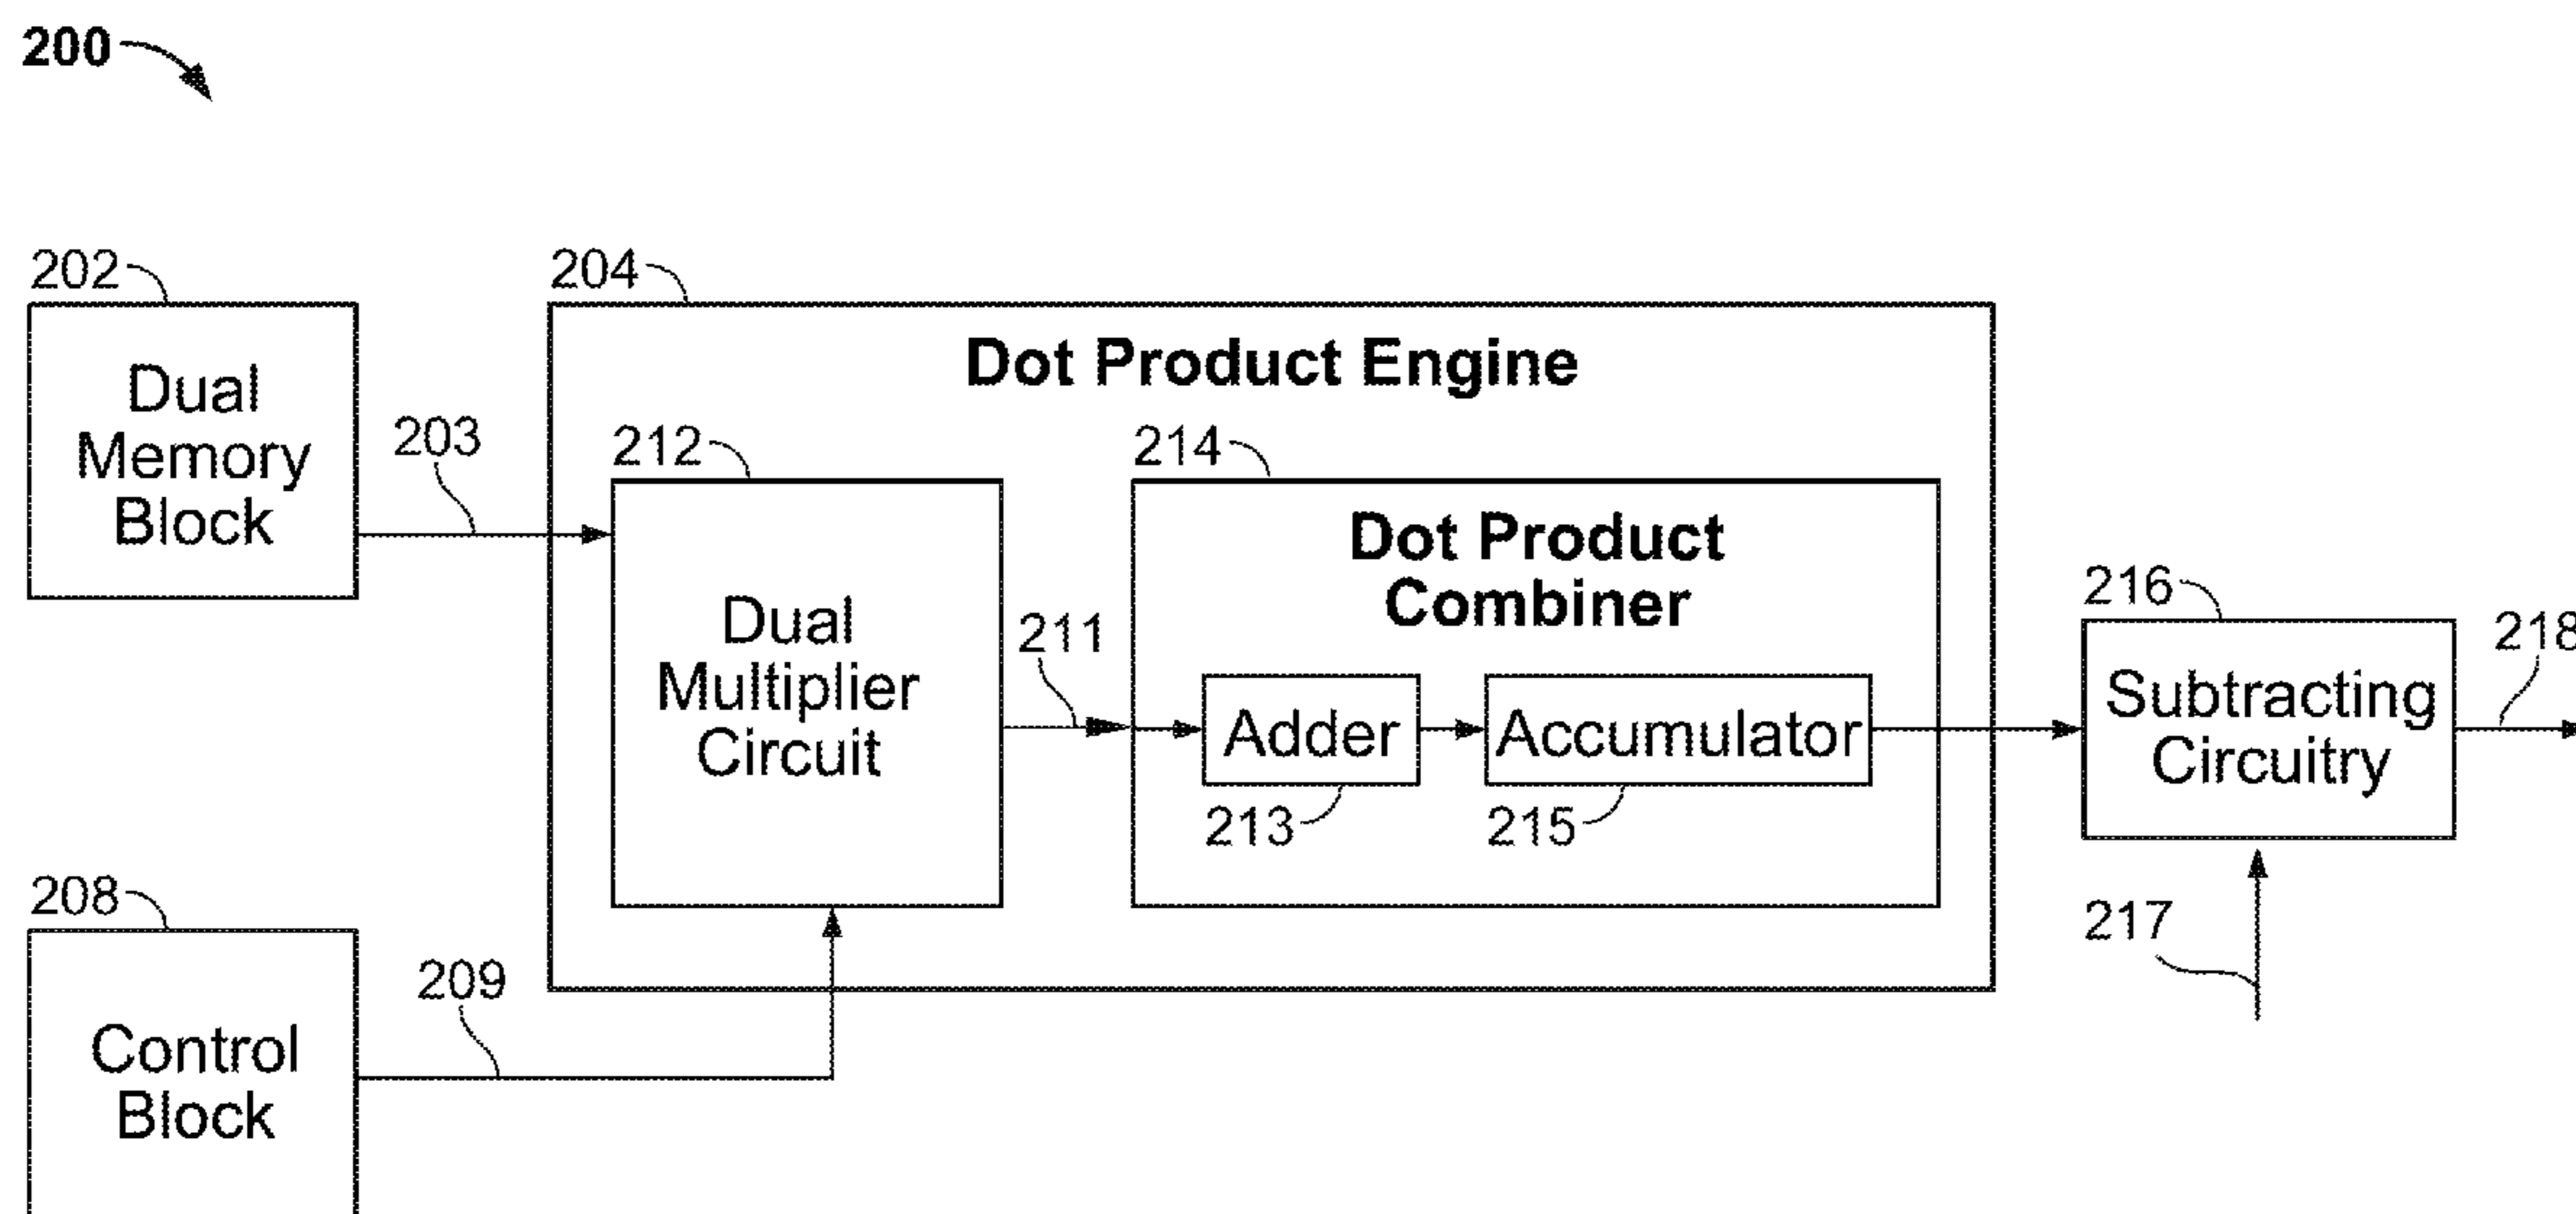 200
202
204
Dual
Memory
Block
203
Dot Product Engine
212
214
Dual
Multiplier
Circuit
211
Dot Product
Combiner
Adder
213
Accumulator
215
216
Subtracting
Circuitry
218
217
208
Control
Block
209